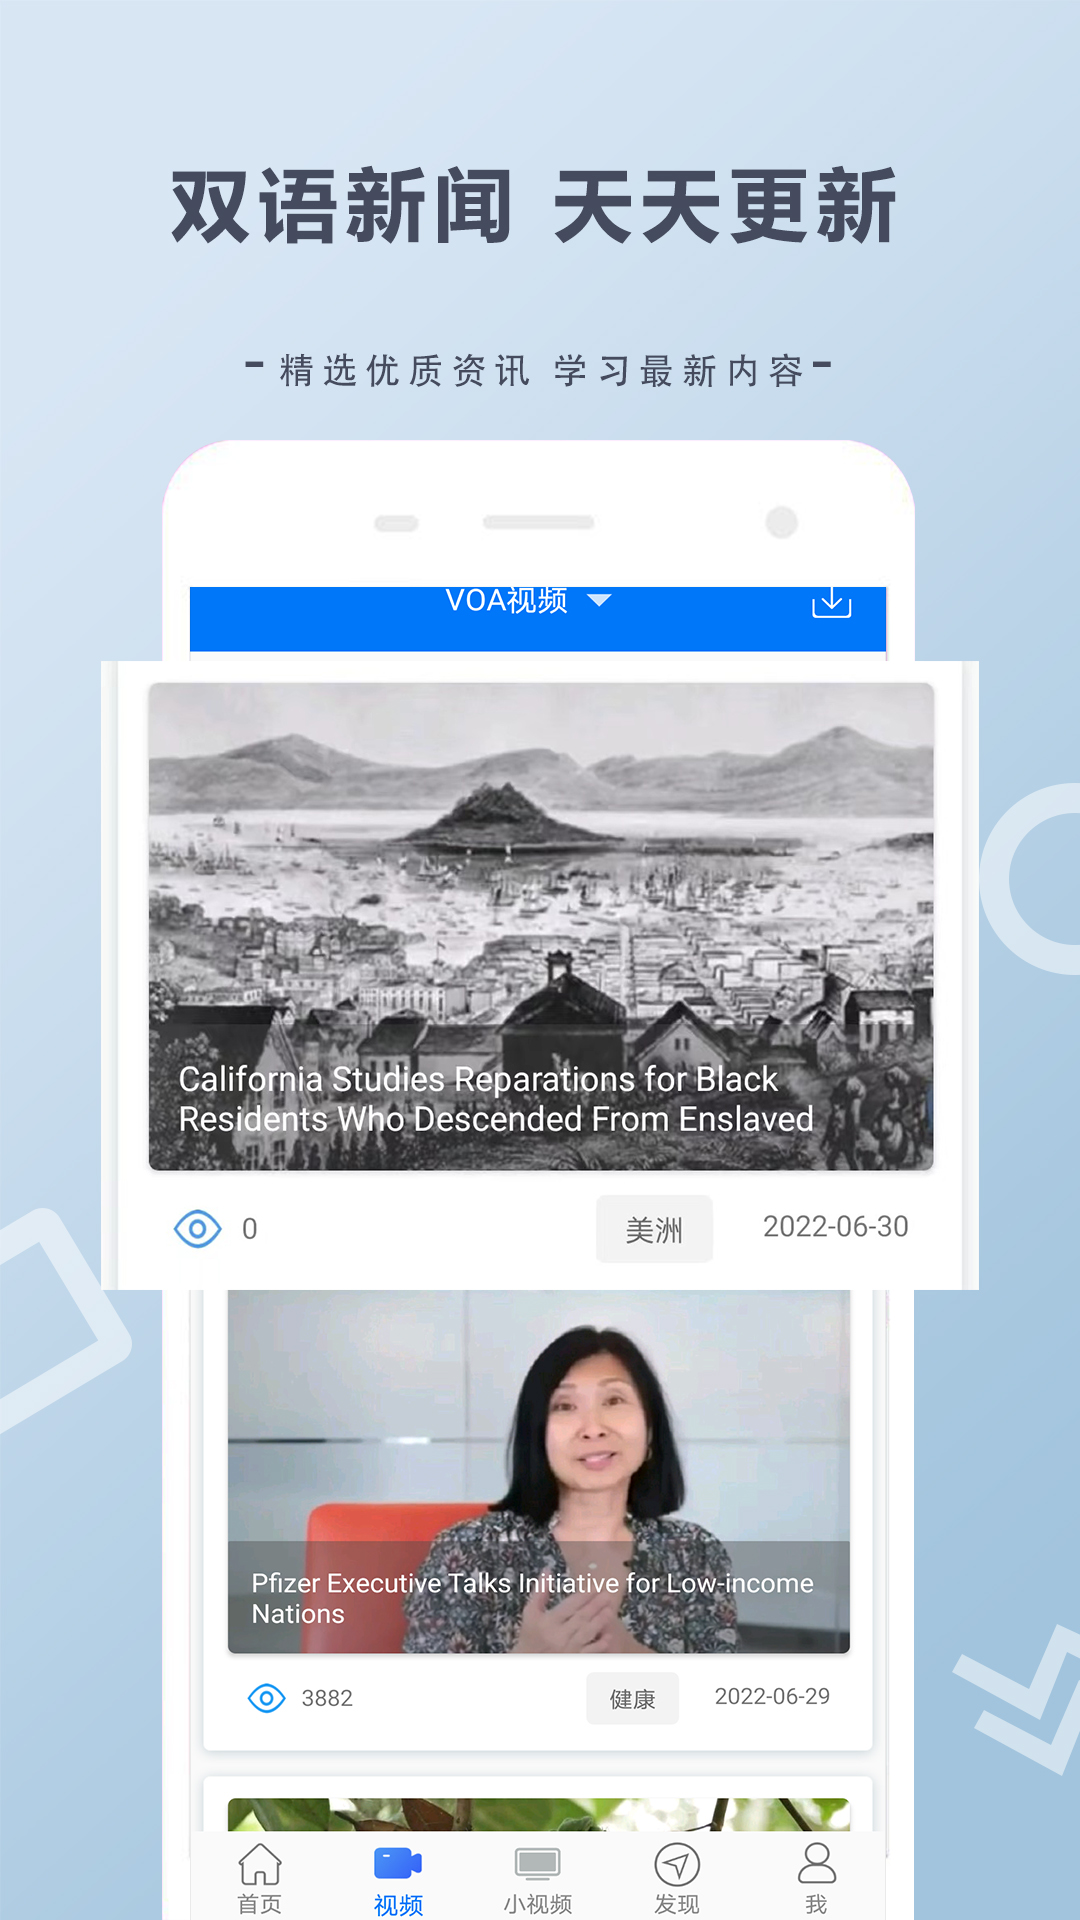 双语新闻 天天更新
-精选优质资讯 学习最新内容-
VOA视频
California Studies Reparations for Black
Residents Who Descended From Enslaved
0
美洲
2022-06-30
Pfizer Executive Talks Initiative for Low-income
Nations
3882
健康
2022-06-29
首页
视频
小视频
发现
我